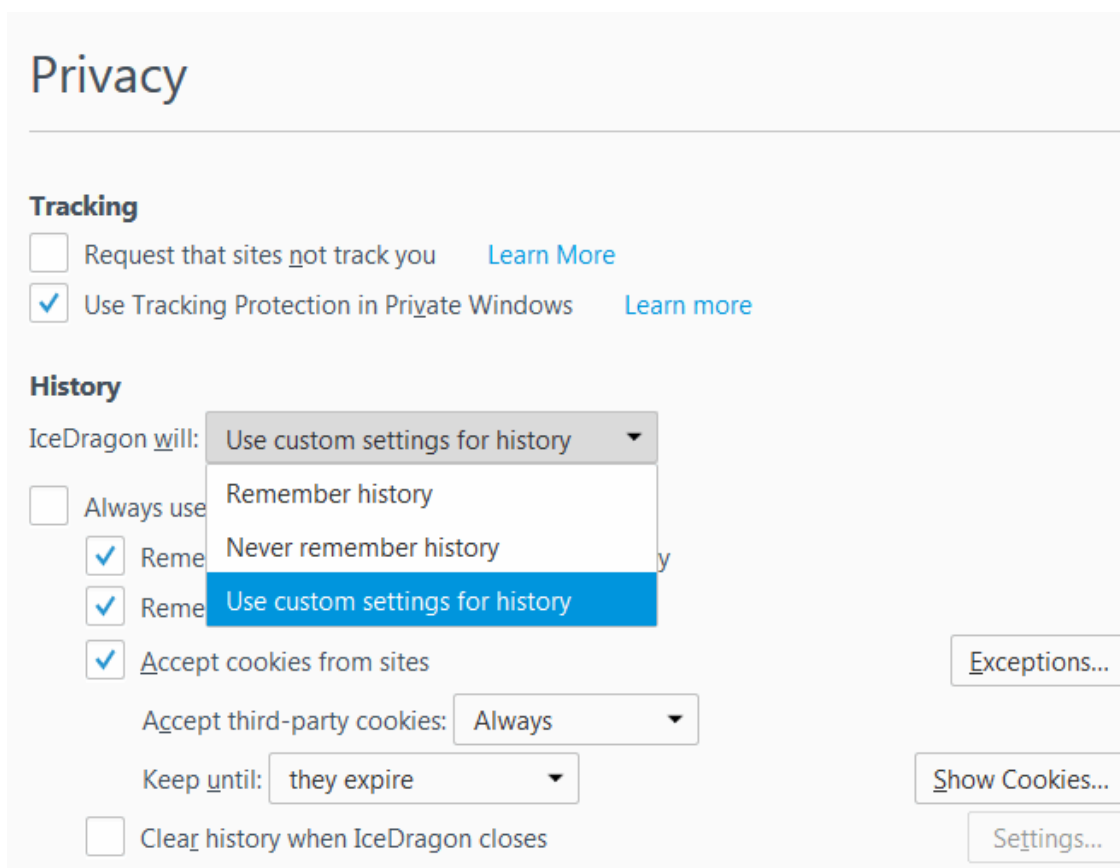 Privacy
Tracking
Request that sites not track you Learn More
Use Tracking Protection in Private Windows Learn more
History
IceDragon will: Use custom settings for history
Remember history
Always use
Never remember history
Use custom settings for history
Accept cookies from sites Exceptions...
Accept third-party cookies: Always
Keep until: they expire Show Cookies...
Clear history when IceDragon closes Settings...